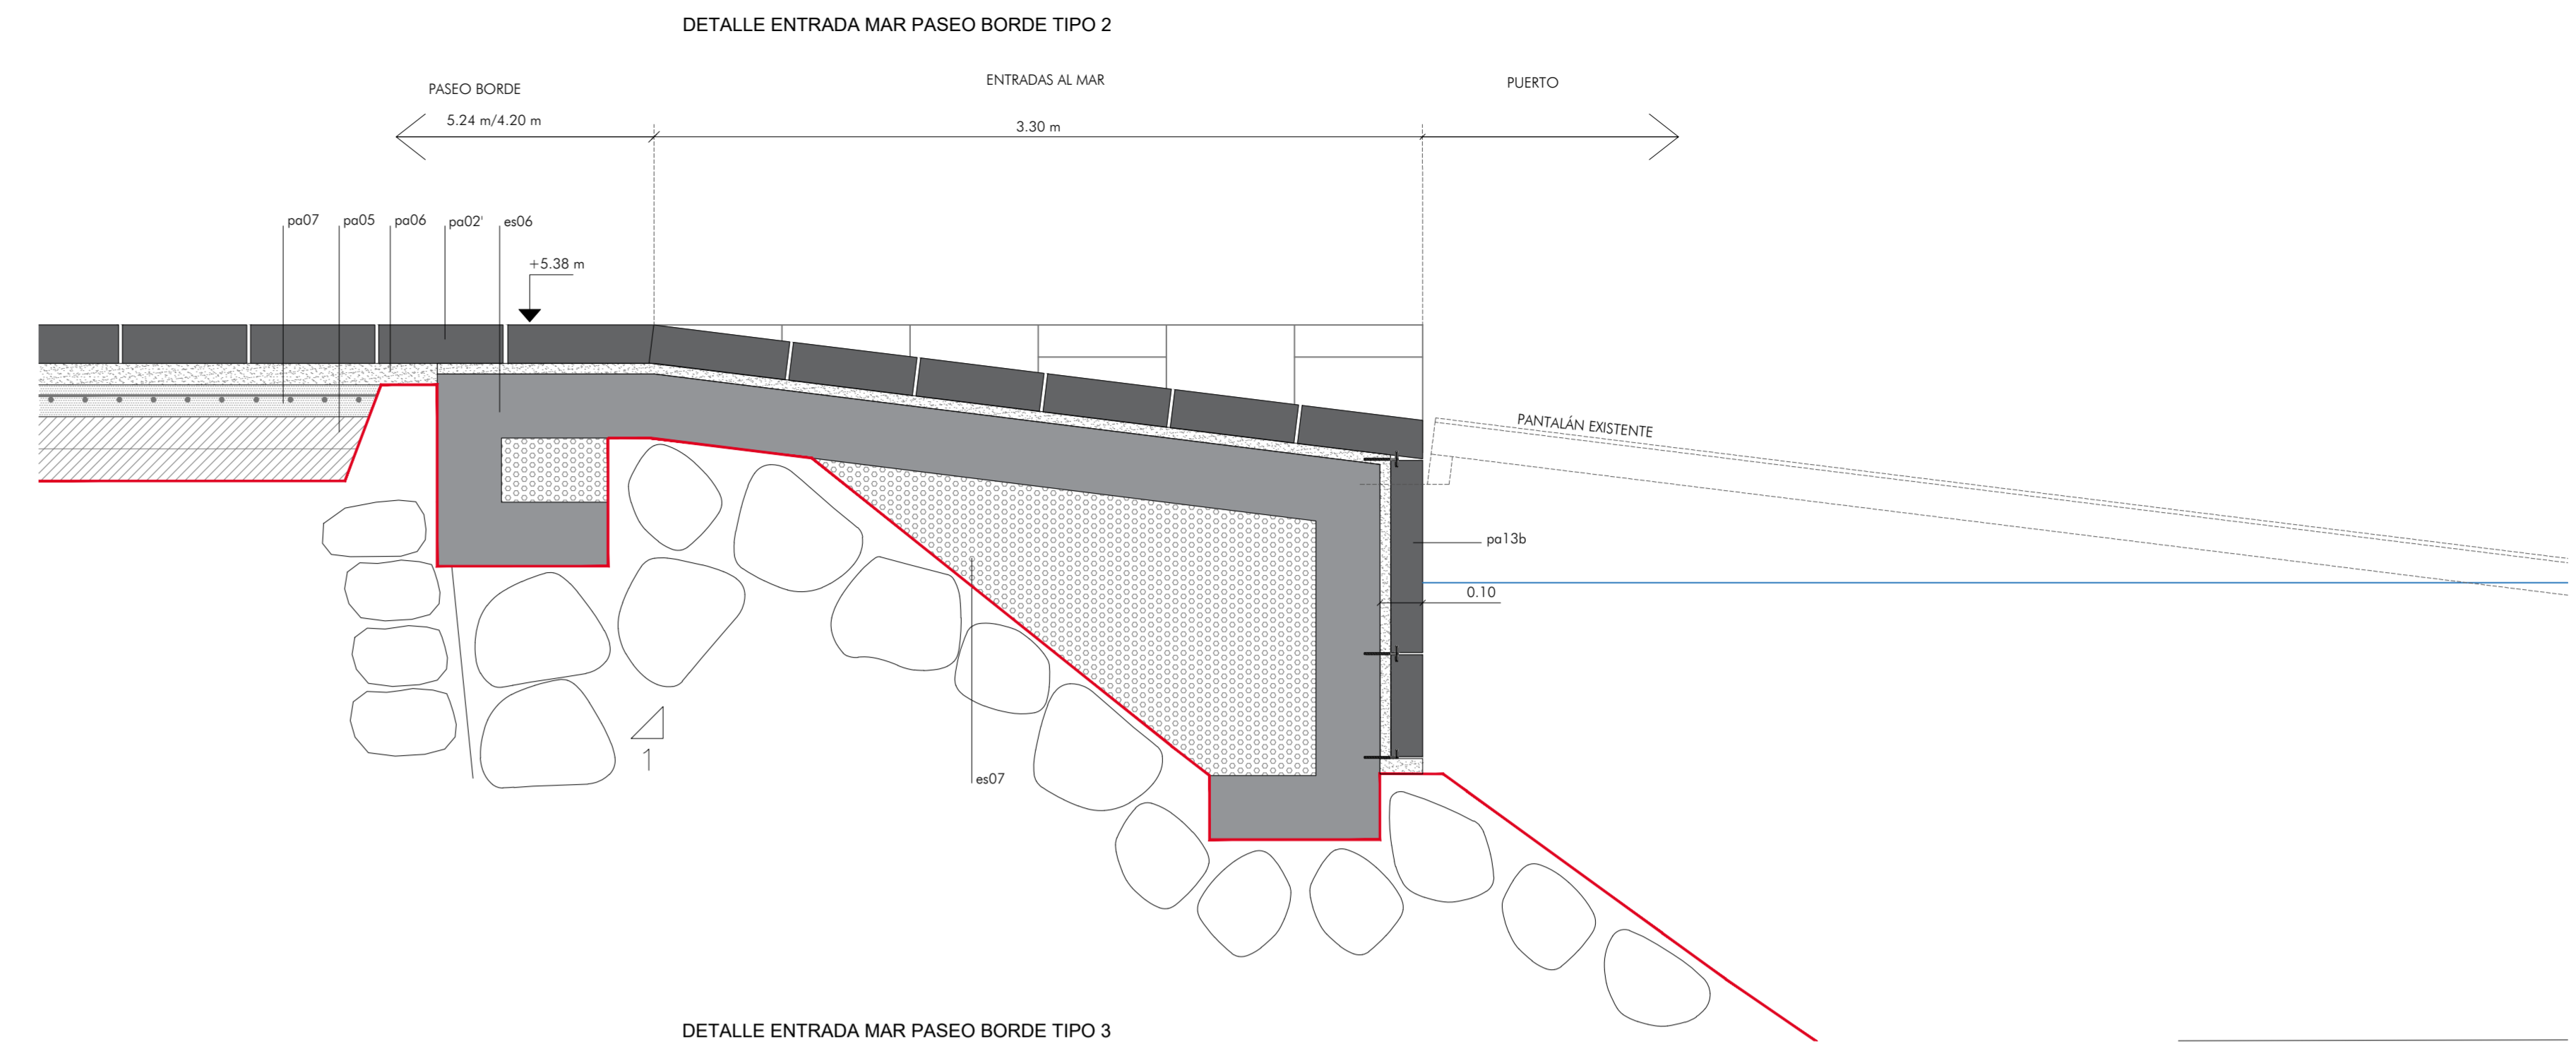 DETALLE ENTRADA MAR PASEO BORDE TIPO 2
PASEO BORDE
ENTRADAS AL MAR
PUERTO
5.24 m/4.20 m
3.30 m
pa07
pa05
pa06
pa02'
es06
+5.38 m
PANTALÁN EXISTENTE
pa13b
0.10
1
es07
DETALLE ENTRADA MAR PASEO BORDE TIPO 3